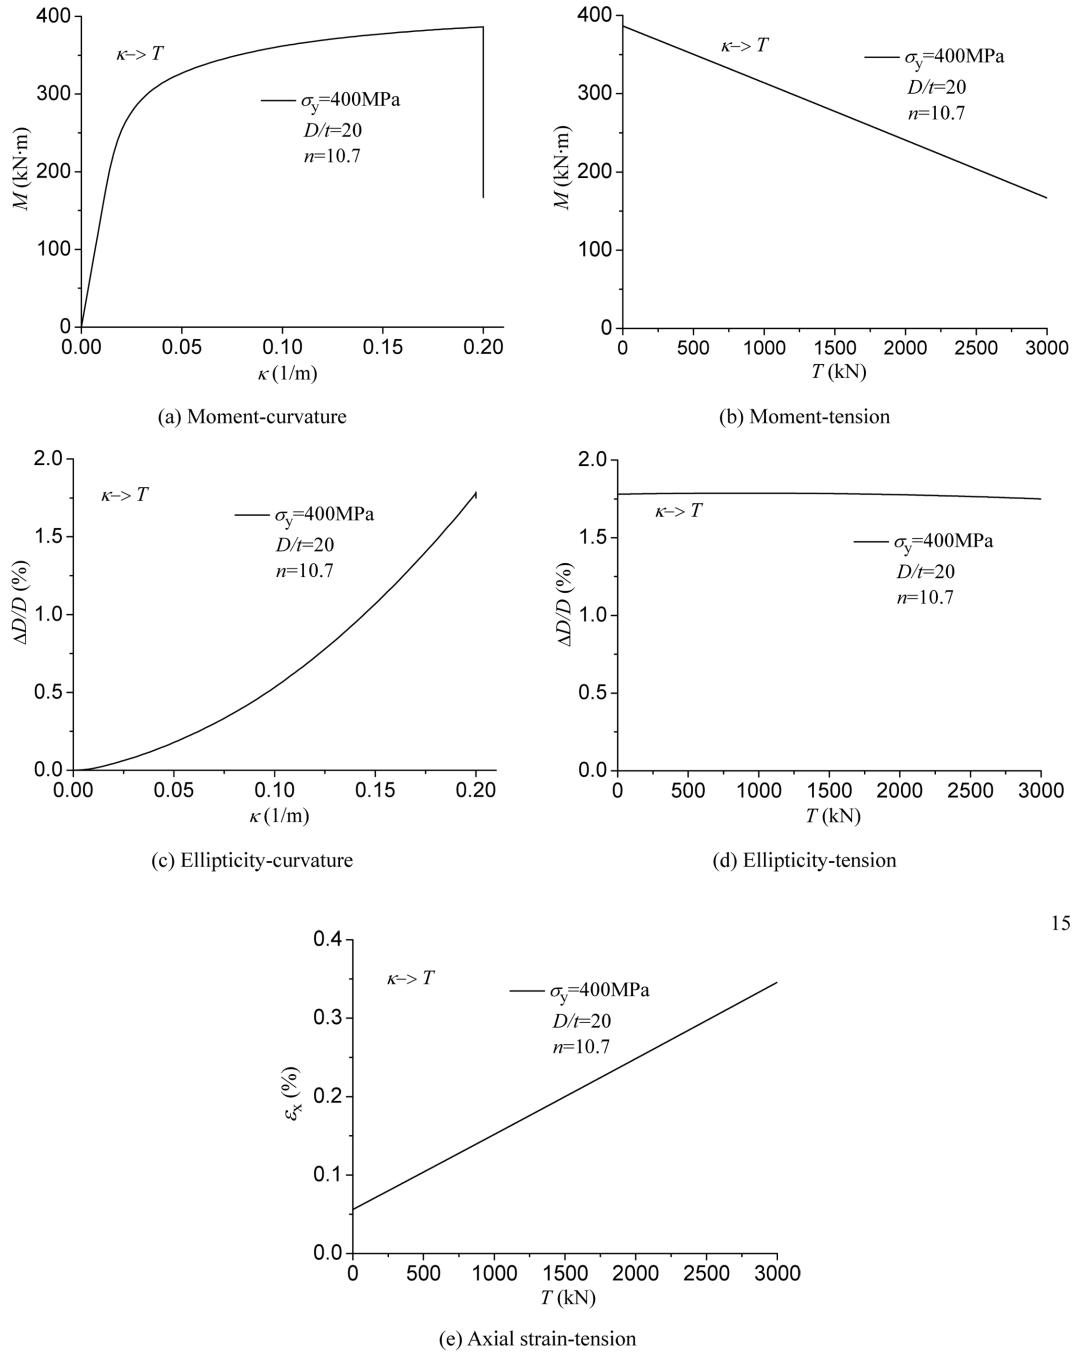 400
300
200
100
0
M (kN·m)
κ–> T
σy=400MPa
D/t=20
n=10.7
0.00 0.05 0.10 0.15 0.20
κ (1/m)
(a) Moment-curvature
400
300
200
100
0
M (kN·m)
κ–> T
σy=400MPa
D/t=20
n=10.7
0 500 1000 1500 2000 2500 3000
T (kN)
(b) Moment-tension
2.0
1.5
1.0
0.5
0.0
ΔD/D (%)
κ–> T
σy=400MPa
D/t=20
n=10.7
0.00 0.05 0.10 0.15 0.20
κ (1/m)
(c) Ellipticity-curvature
2.0
1.5
1.0
0.5
0.0
ΔD/D (%)
κ–> T
σy=400MPa
D/t=20
n=10.7
0 500 1000 1500 2000 2500 3000
T (kN)
(d) Ellipticity-tension
15
0.4
0.3
0.2
0.1
0.0
εx (%)
κ–> T
σy=400MPa
D/t=20
n=10.7
0 500 1000 1500 2000 2500 3000
T (kN)
(e) Axial strain-tension